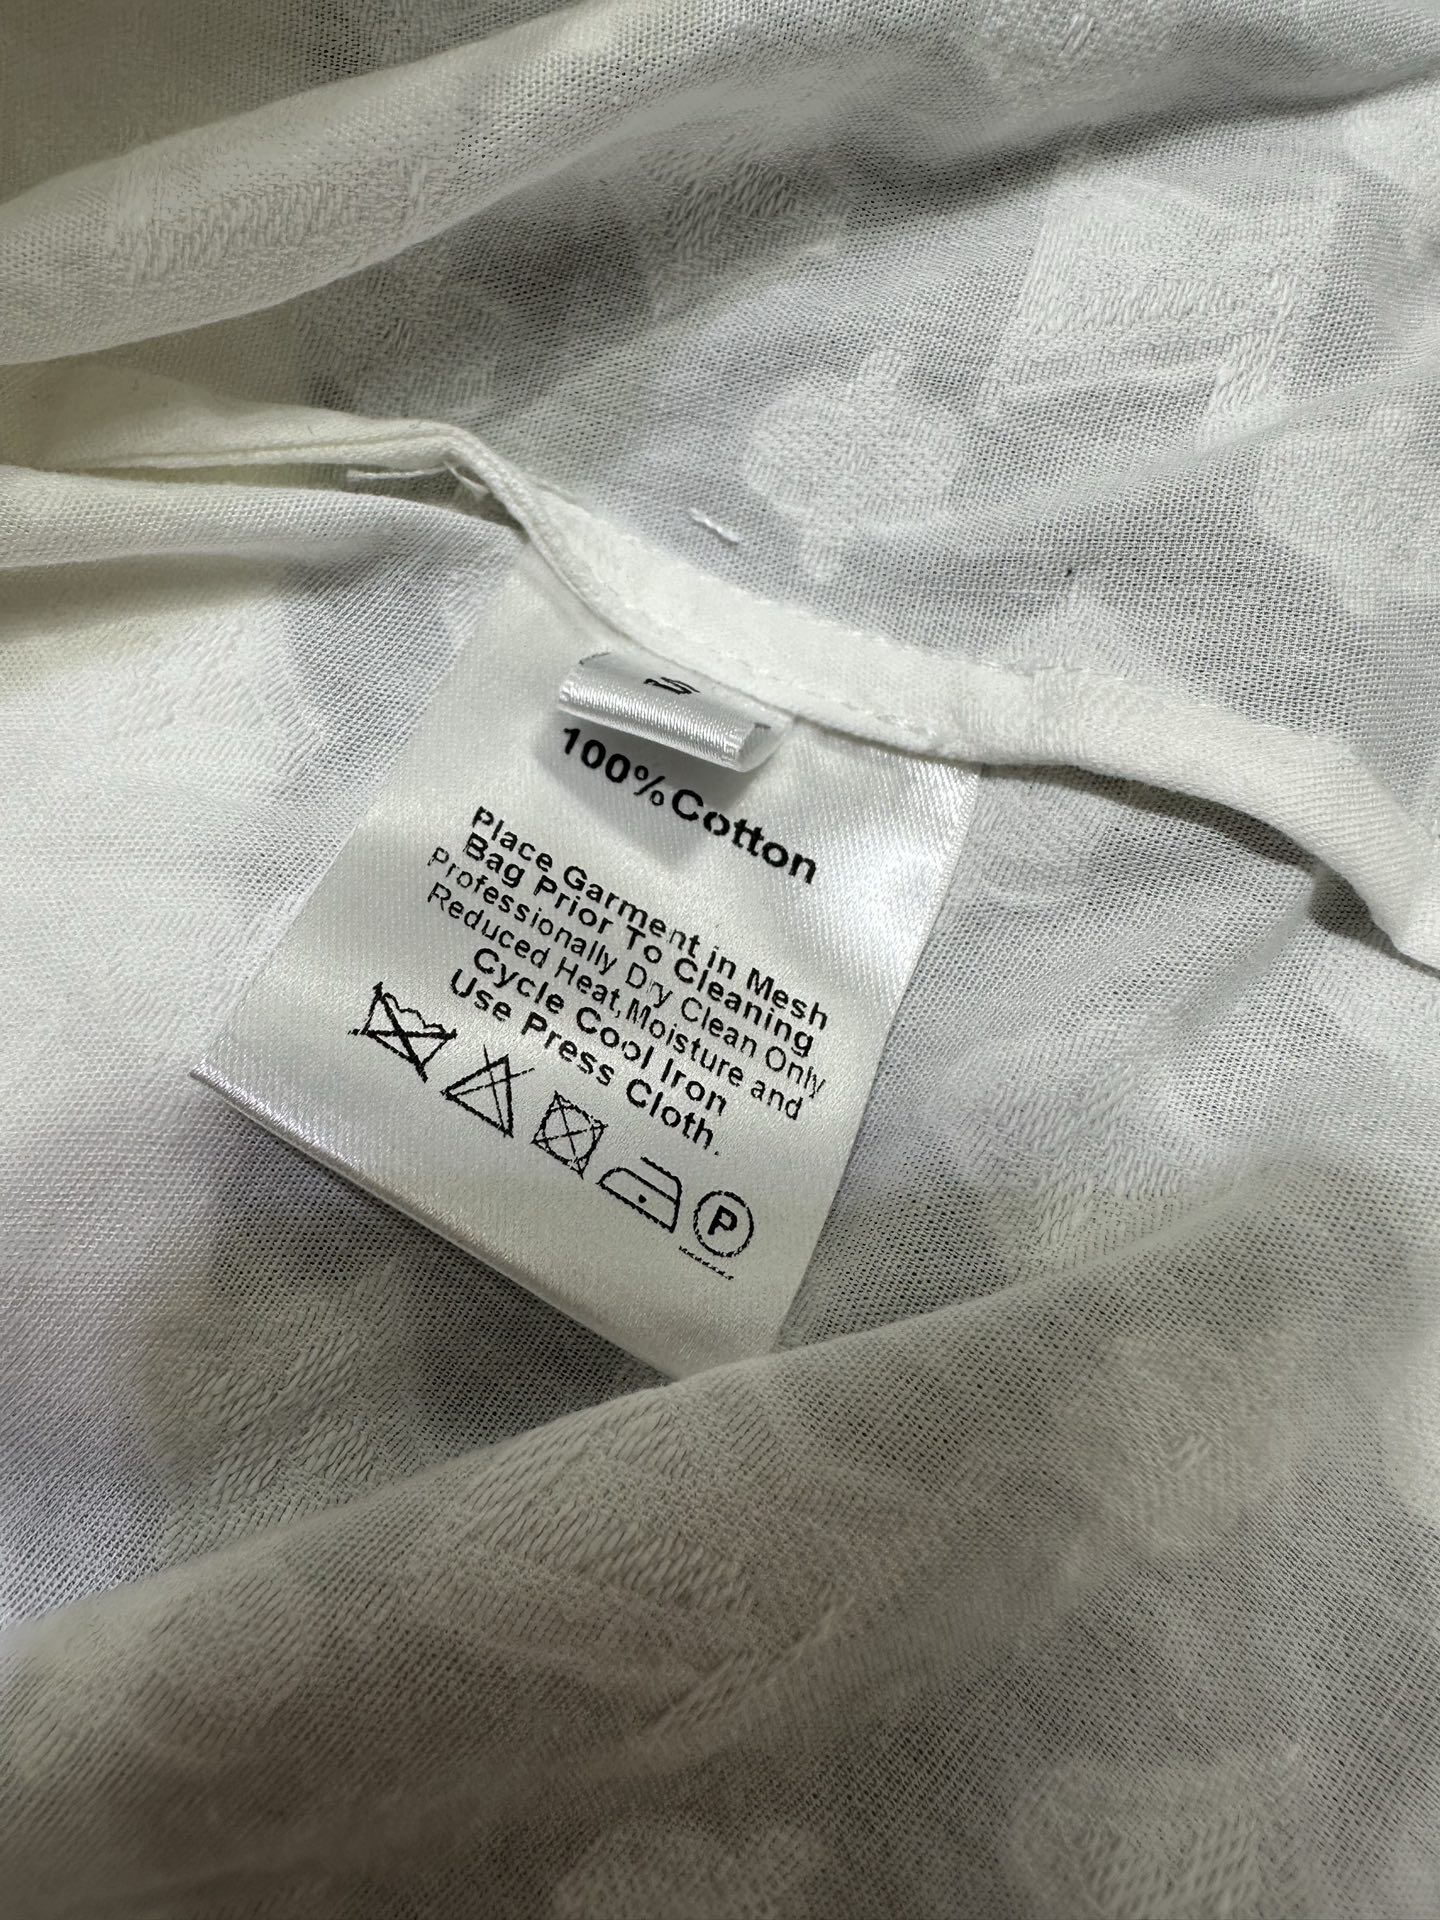 S
100%Cotton
Place Garment in Mesh
Bag Prior To Cleaning
Professionally Dry Clean Only
Reduced Heat,Moisture and
Cycle Cool Iron
Use Press Cloth.
P